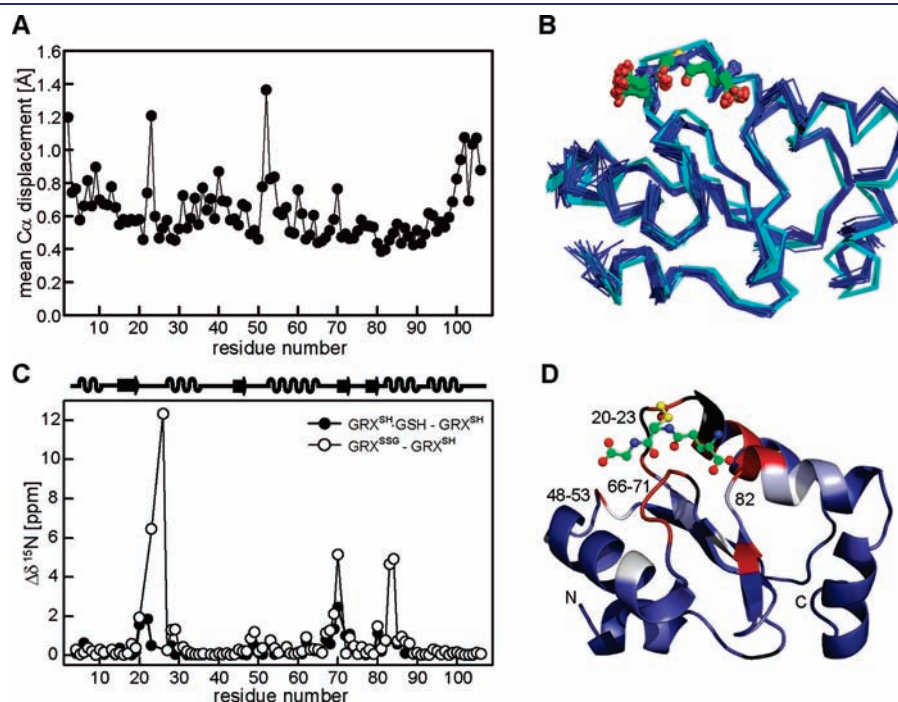 A
mean Cα displacement [Å]
1.6
1.4
1.2
1.0
0.8
0.6
0.4
0.2
0.0
10 20 30 40 50 60 70 80 90 100
residue number
B
C
Δδ¹⁵N [ppm]
12
10
8
6
4
2
0
GRX^SH-GSH - GRX^SH
GRX^SSG - GRX^SH
10 20 30 40 50 60 70 80 90 100
residue number
D
20-23
48-53
66-71
82
N
C